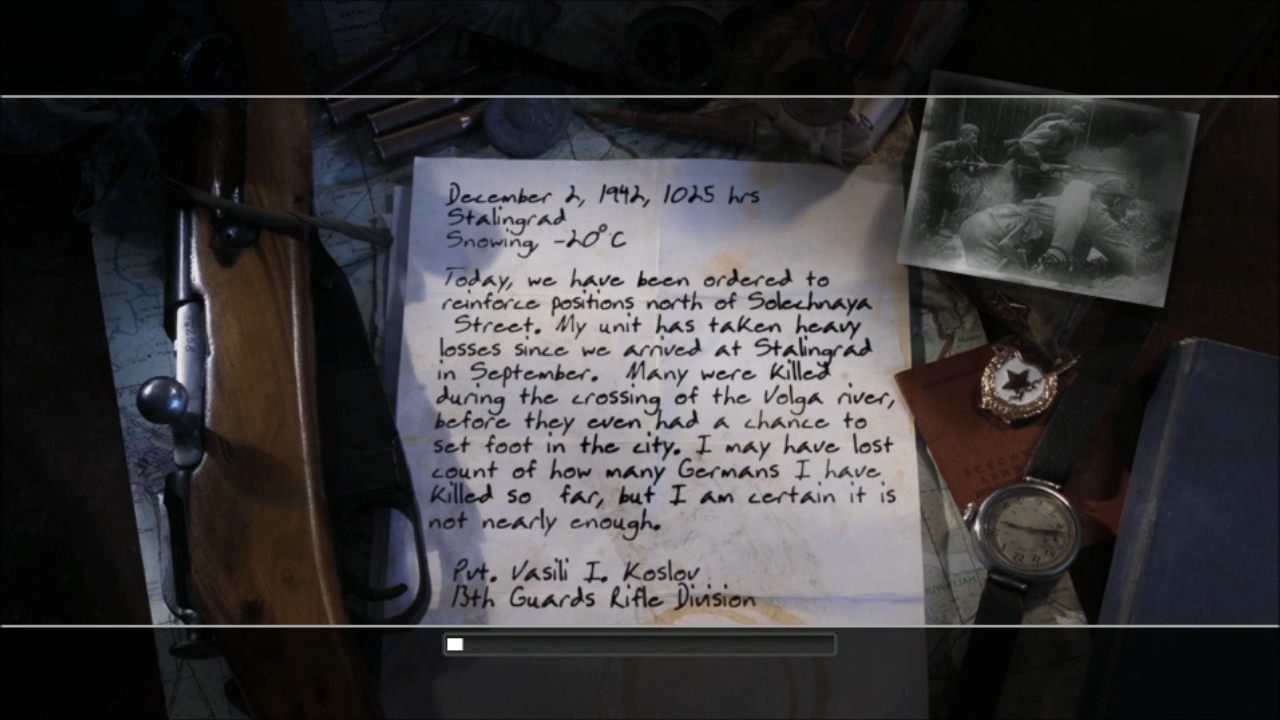 December 2, 1942, 1025 hrs
Stalingrad
Snowing, -20°C
Today, we have been ordered to
reinforce positions north of Solechnaya
Street. My unit has taken heavy
losses since we arrived at Stalingrad
in September. Many were killed
during the crossing of the Volga river,
before they even had a chance to
set foot in the city. I may have lost
count of how many Germans I have
killed so far, but I am certain it is
not nearly enough.
Pvt. Vasili I. Koslov
13th Guards Rifle Division